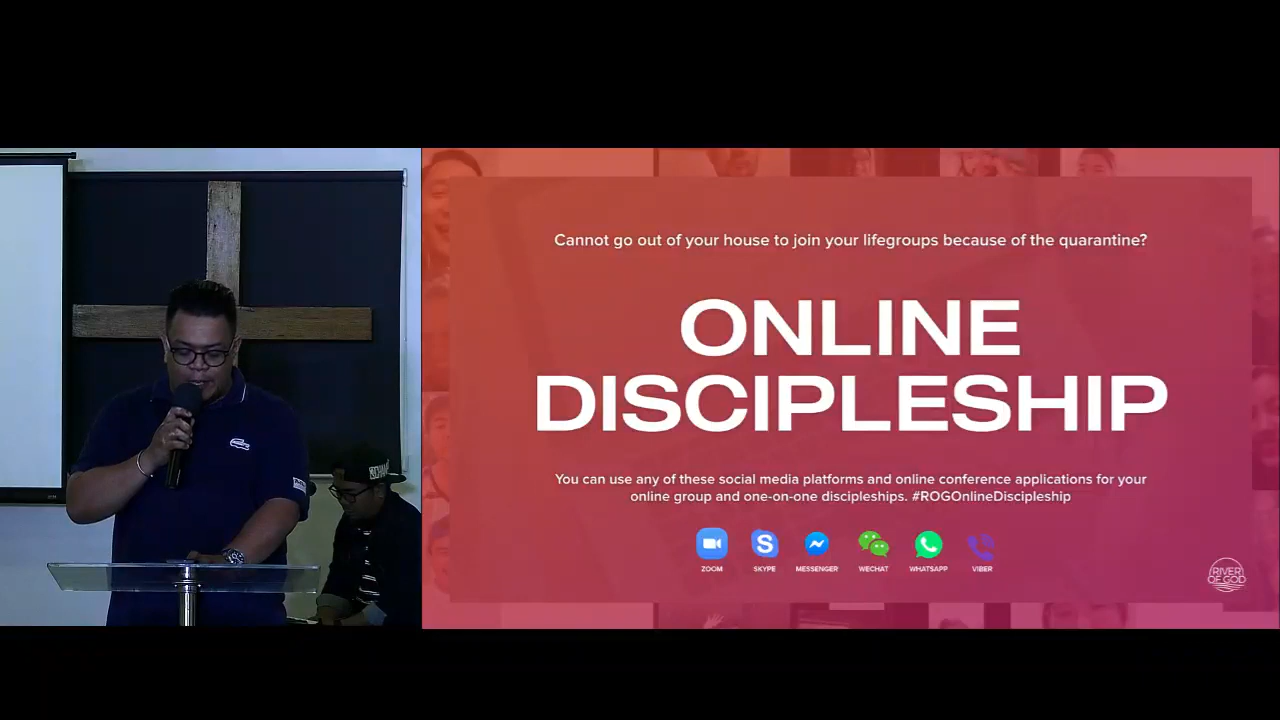 Cannot go out of your house to join your lifegroups because of the quarantine?
ONLINE
DISCIPLESHIP
You can use any of these social media platforms and online conference applications for your
online group and one-on-one discipleships. #ROGOnlineDiscipleship
ZOOM
SKYPE
MESSENGER
WECHAT
WHATSAPP
VIBER
RIVER
OF GOD